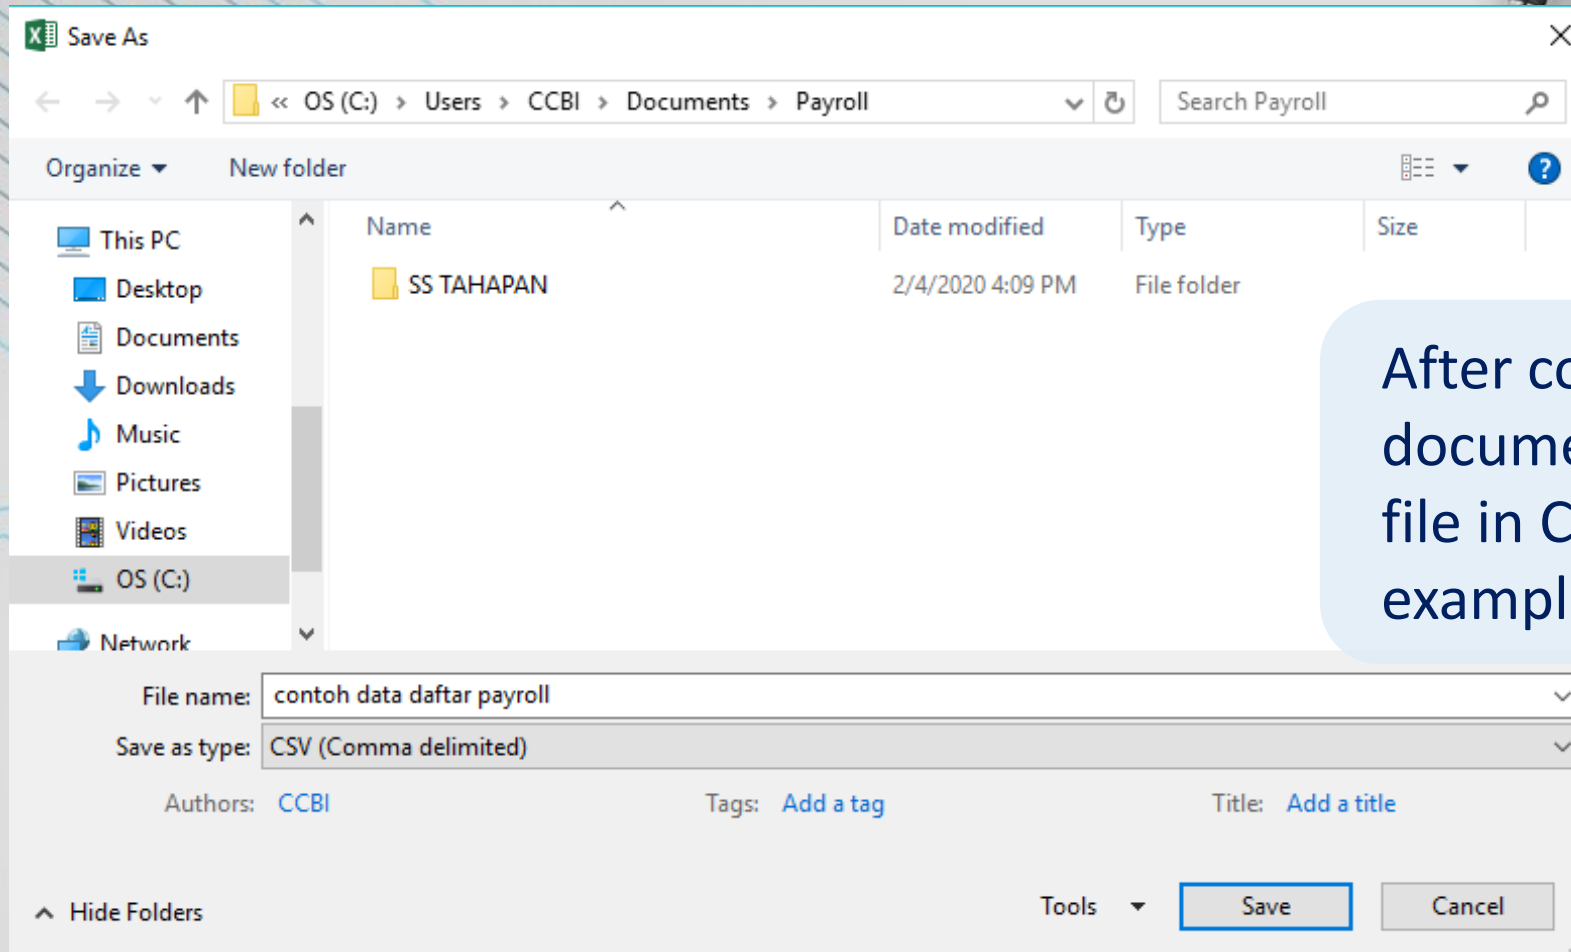 Save As
« OS (C:) > Users > CCBI > Documents > Payroll
Search Payroll
Organize
New folder
Name
Date modified
Type
Size
This PC
SS TAHAPAN
2/4/2020 4:09 PM
File folder
Desktop
Documents
Downloads
Music
Pictures
Videos
OS (C:)
Network
After co
docume
file in C
exampl
File name: contoh data daftar payroll
Save as type: CSV (Comma delimited)
Authors: CCBI
Tags: Add a tag
Title: Add a title
Hide Folders
Tools
Save
Cancel